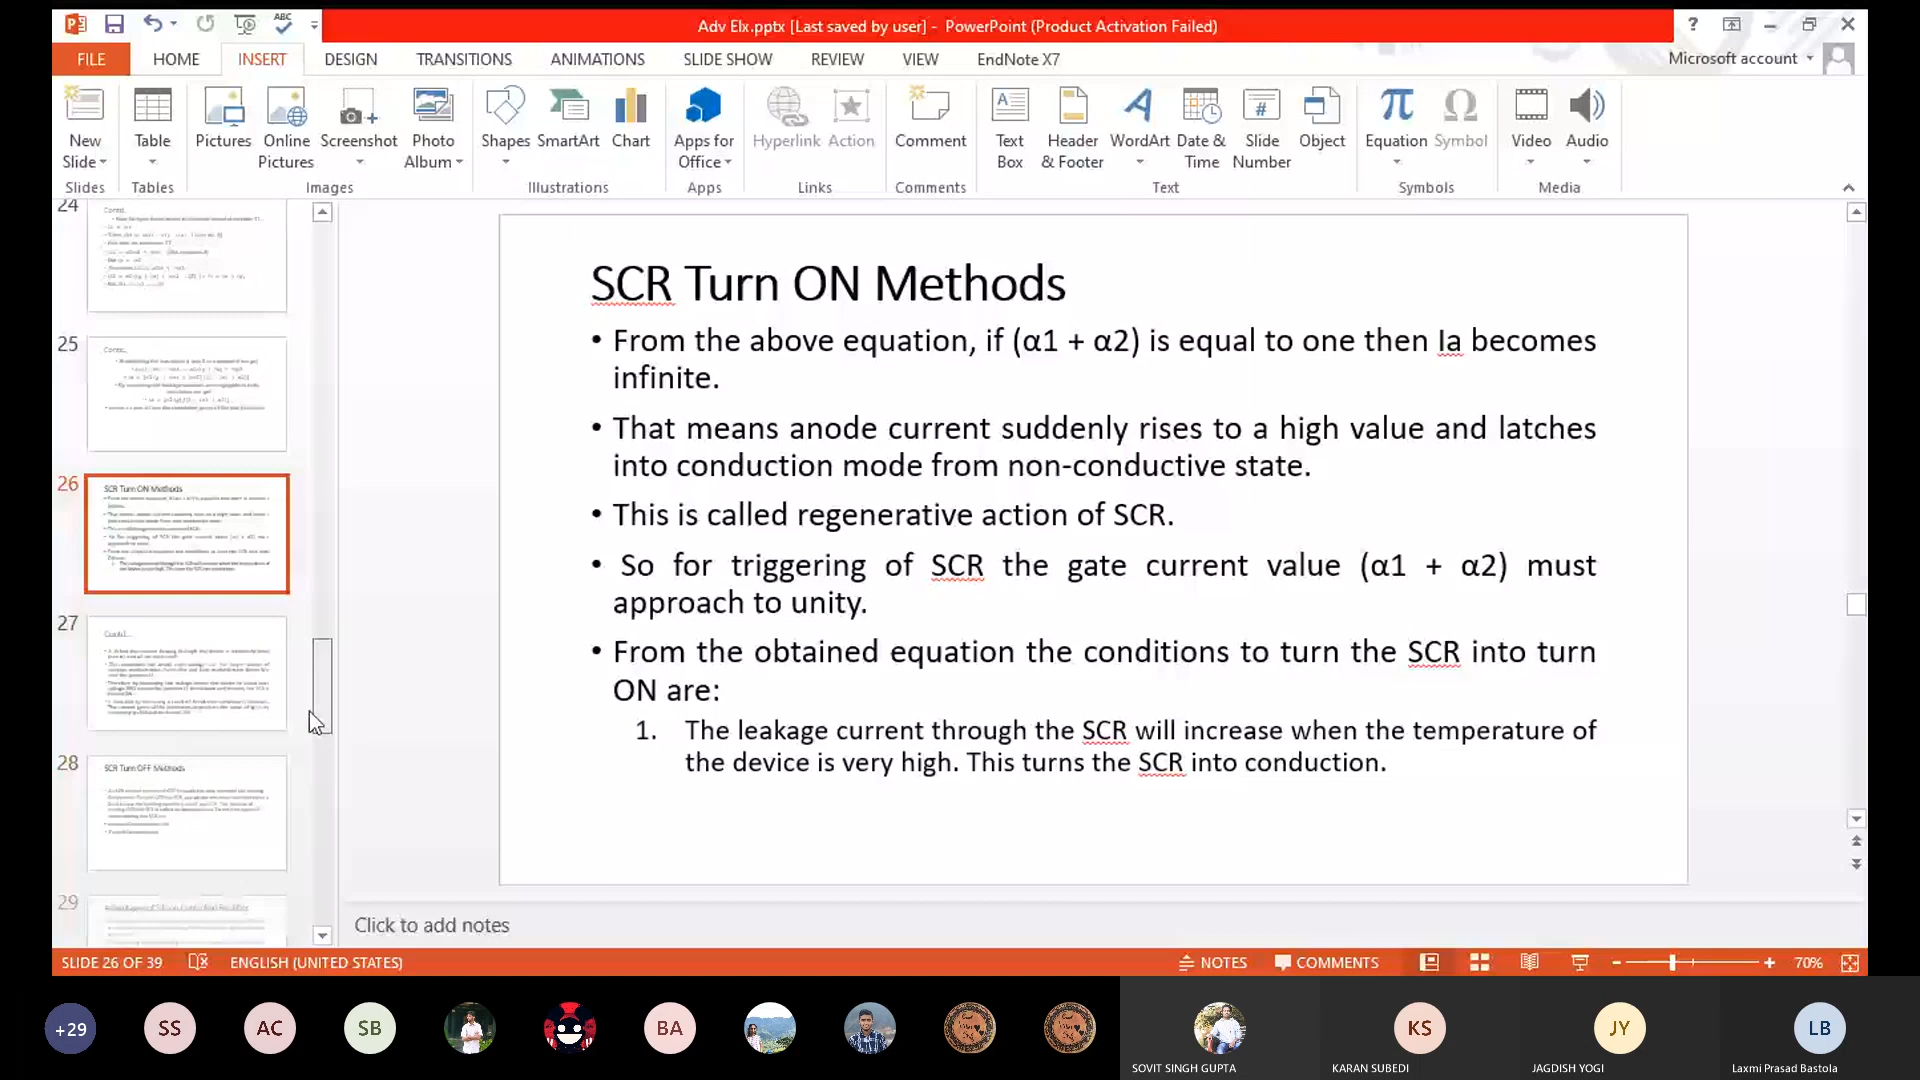 ABC
Adv Elx.pptx [Last saved by user] - PowerPoint (Product Activation Failed)
?
FILE
HOME
INSERT
DESIGN
TRANSITIONS
ANIMATIONS
SLIDE SHOW
REVIEW
VIEW
EndNote X7
Microsoft account
New Slide
Table
Pictures
Online Pictures
Screenshot
Photo Album
Shapes
SmartArt
Chart
Apps for Office
Hyperlink
Action
Comment
Text Box
Header & Footer
WordArt
Date & Time
Slide Number
Object
Equation
Symbol
Video
Audio
Slides
Tables
Images
Illustrations
Apps
Links
Comments
Text
Symbols
Media
24
25
26
SCR Turn ON Methods
27
Contd...
28
SCR Turn OFF Methods
29
SCR Turn ON Methods
• From the above equation, if (α1 + α2) is equal to one then Ia becomes
infinite.
• That means anode current suddenly rises to a high value and latches
into conduction mode from non-conductive state.
• This is called regenerative action of SCR.
• So for triggering of SCR the gate current value (α1 + α2) must
approach to unity.
• From the obtained equation the conditions to turn the SCR into turn
ON are:
1. The leakage current through the SCR will increase when the temperature of
the device is very high. This turns the SCR into conduction.
Click to add notes
SLIDE 26 OF 39
ENGLISH (UNITED STATES)
NOTES
COMMENTS
70%
+29
SS
AC
SB
BA
KS
JY
LB
SOVIT SINGH GUPTA
KARAN SUBEDI
JAGDISH YOGI
Laxmi Prasad Bastola